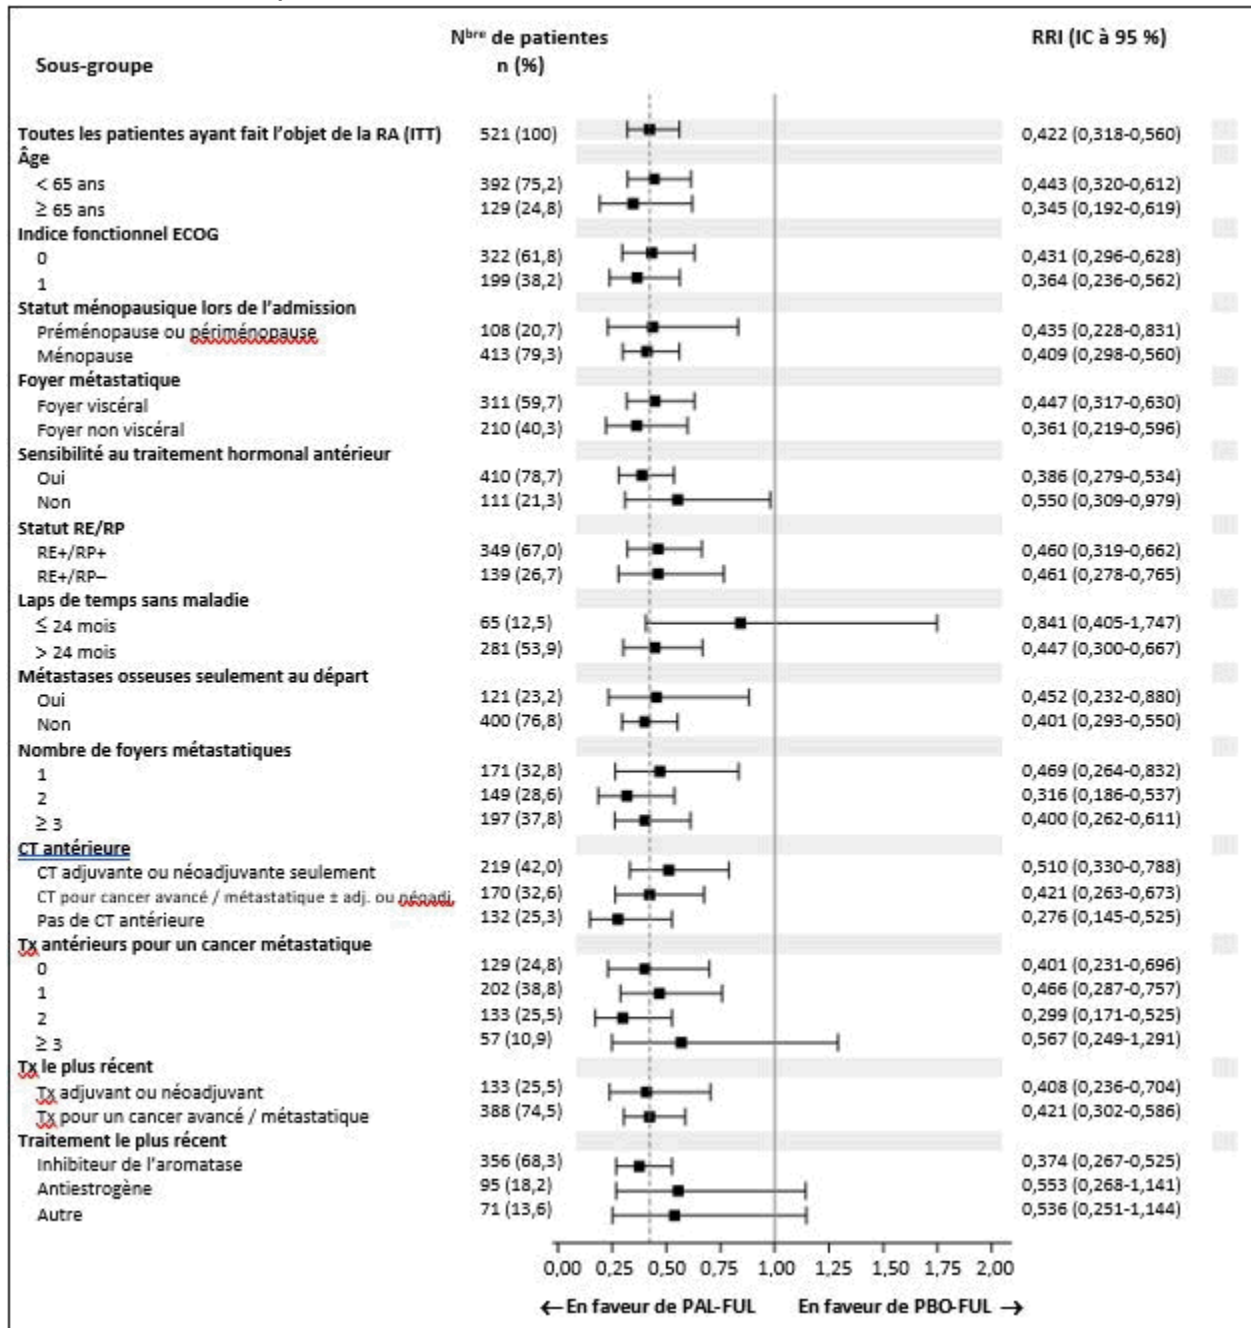 Nbre de patientes RRI (IC à 95 %)
Sous-groupe n (%)
Toutes les patientes ayant fait l'objet de la RA (ITT) 521 (100) 0,422 (0,318-0,560)
Âge
< 65 ans 392 (75,2) 0,443 (0,320-0,612)
≥ 65 ans 129 (24,8) 0,345 (0,192-0,619)
Indice fonctionnel ECOG
0 322 (61,8) 0,431 (0,296-0,628)
1 199 (38,2) 0,364 (0,236-0,562)
Statut ménopausique lors de l'admission
Préménopause ou périménopause 108 (20,7) 0,435 (0,228-0,831)
Ménopause 413 (79,3) 0,409 (0,298-0,560)
Foyer métastatique
Foyer viscéral 311 (59,7) 0,447 (0,317-0,630)
Foyer non viscéral 210 (40,3) 0,361 (0,219-0,596)
Sensibilité au traitement hormonal antérieur
Oui 410 (78,7) 0,386 (0,279-0,534)
Non 111 (21,3) 0,550 (0,309-0,979)
Statut RE/RP
RE+/RP+ 349 (67,0) 0,460 (0,319-0,662)
RE+/RP– 139 (26,7) 0,461 (0,278-0,765)
Laps de temps sans maladie
≤ 24 mois 65 (12,5) 0,841 (0,405-1,747)
> 24 mois 281 (53,9) 0,447 (0,300-0,667)
Métastases osseuses seulement au départ
Oui 121 (23,2) 0,452 (0,232-0,880)
Non 400 (76,8) 0,401 (0,293-0,550)
Nombre de foyers métastatiques
1 171 (32,8) 0,469 (0,264-0,832)
2 149 (28,6) 0,316 (0,186-0,537)
≥ 3 197 (37,8) 0,400 (0,262-0,611)
CT antérieure
CT adjuvante ou néoadjuvante seulement 219 (42,0) 0,510 (0,330-0,788)
CT pour cancer avancé / métastatique ± adj. ou néoadj. 170 (32,6) 0,421 (0,263-0,673)
Pas de CT antérieure 132 (25,3) 0,276 (0,145-0,525)
Tx antérieurs pour un cancer métastatique
0 129 (24,8) 0,401 (0,231-0,696)
1 202 (38,8) 0,466 (0,287-0,757)
2 133 (25,5) 0,299 (0,171-0,525)
≥ 3 57 (10,9) 0,567 (0,249-1,291)
Tx le plus récent
Tx adjuvant ou néoadjuvant 133 (25,5) 0,408 (0,236-0,704)
Tx pour un cancer avancé / métastatique 388 (74,5) 0,421 (0,302-0,586)
Traitement le plus récent
Inhibiteur de l'aromatase 356 (68,3) 0,374 (0,267-0,525)
Antiestrogène 95 (18,2) 0,553 (0,268-1,141)
Autre 71 (13,6) 0,536 (0,251-1,144)
0,00 0,25 0,50 0,75 1,00 1,25 1,50 1,75 2,00
← En faveur de PAL-FUL En faveur de PBO-FUL →